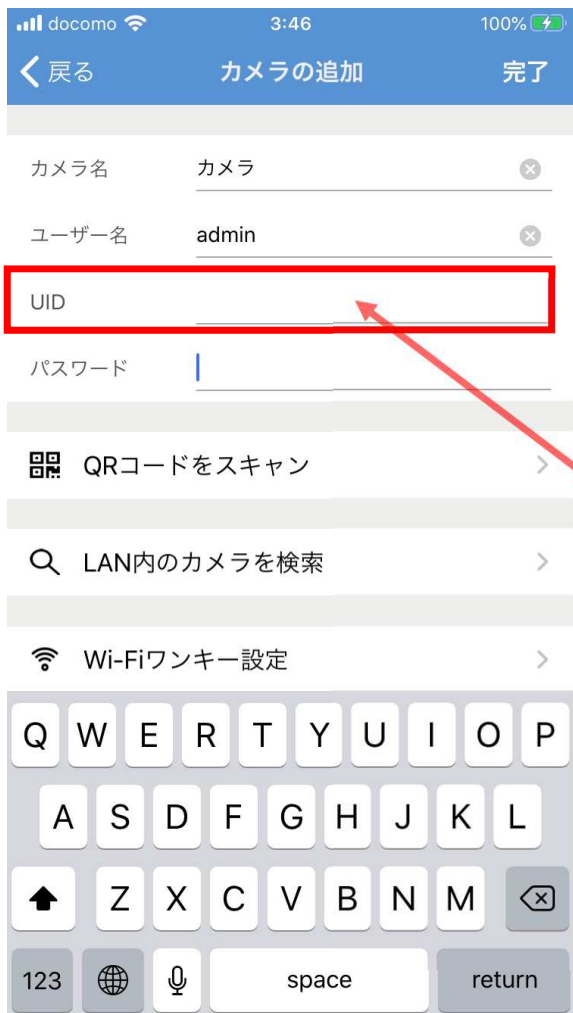 docomo 3:46 100%
戻る カメラの追加 完了
カメラ名 カメラ
ユーザー名 admin
UID
パスワード
QRコードをスキャン
LAN内のカメラを検索
Wi-Fiワンキー設定
Q W E R T Y U I O P
A S D F G H J K L
Z X C V B N M
123 space return